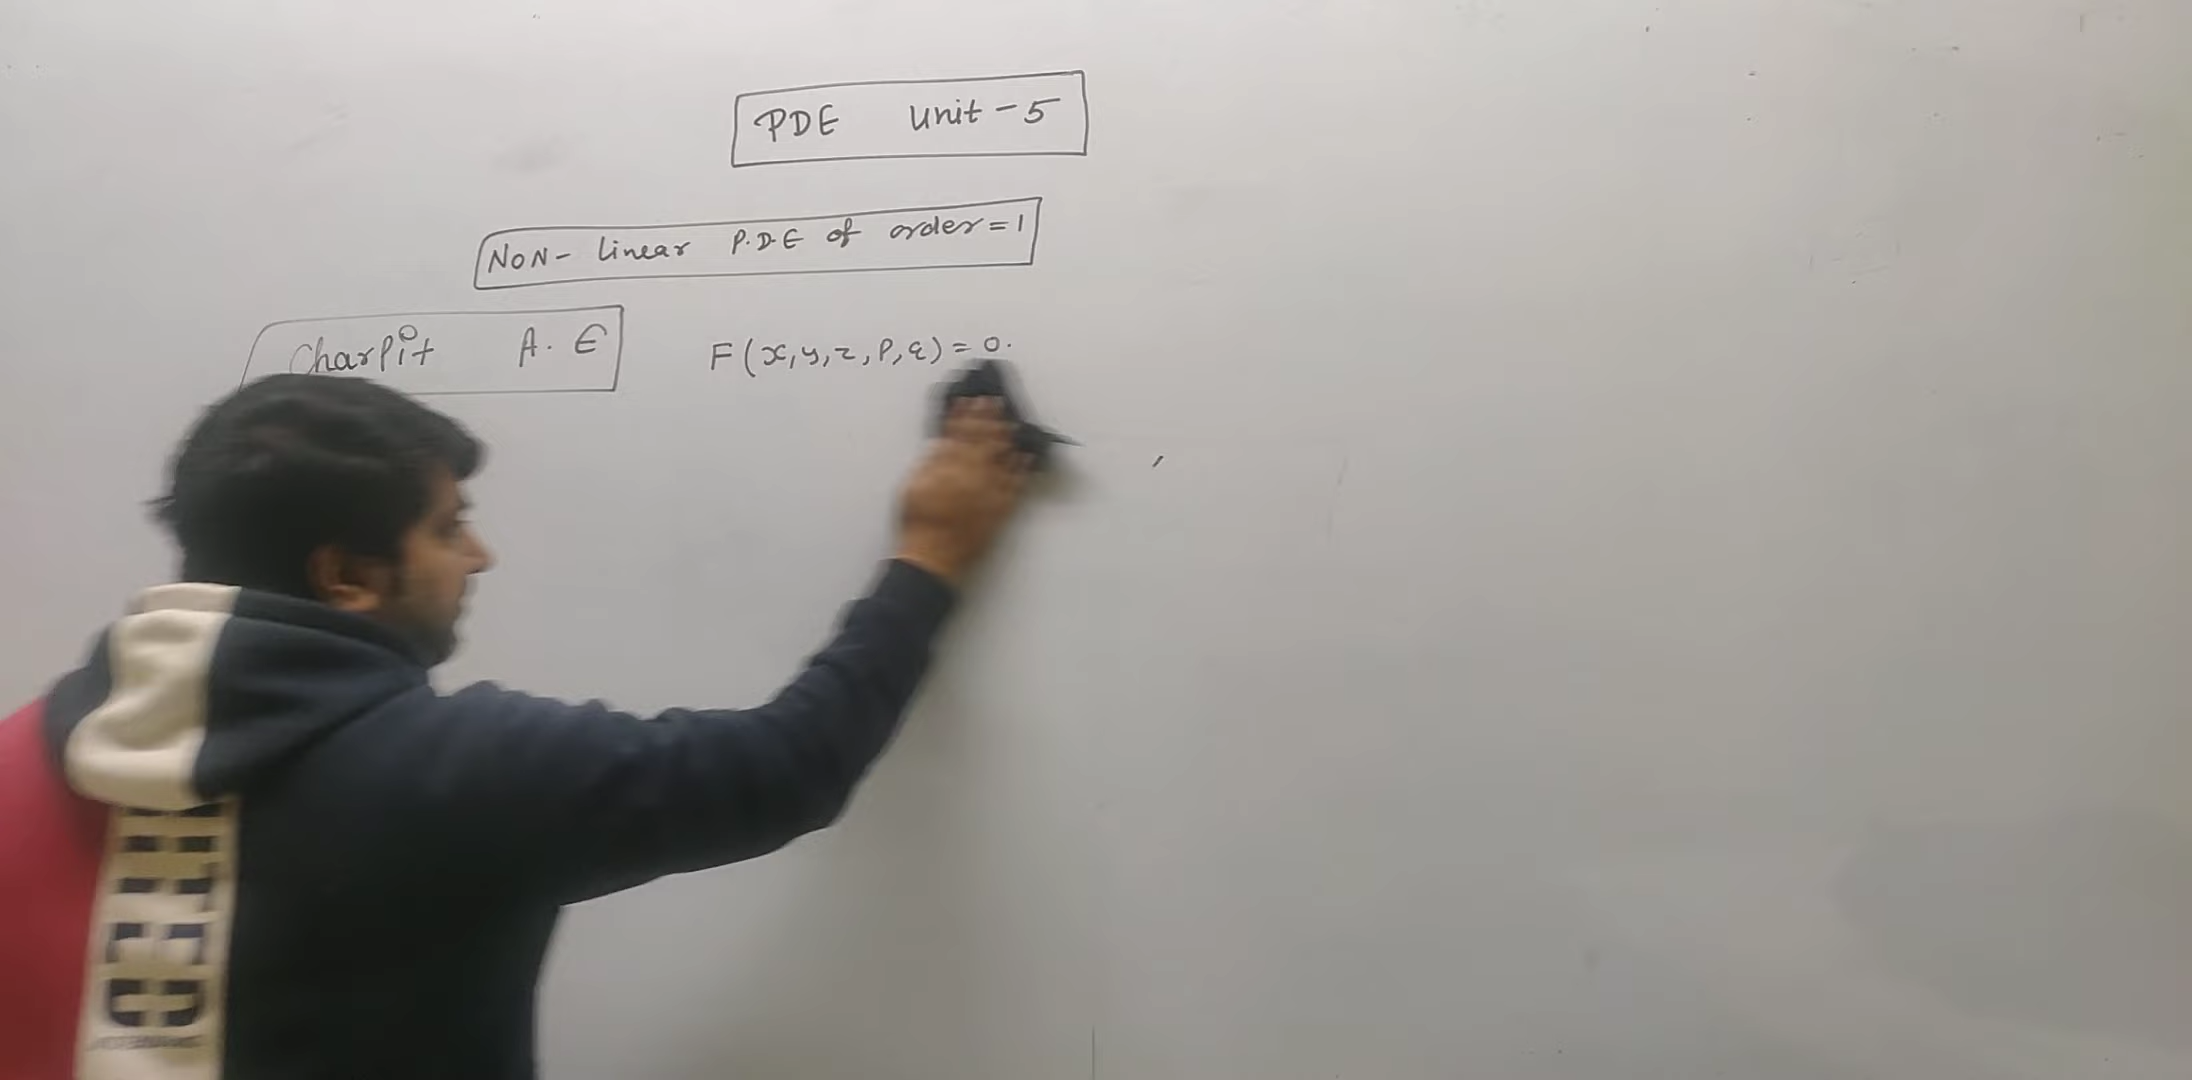 PDE Unit - 5
NON - Linear P.D.E of order = 1
Charpit A. E
F(x, y, z, P, q) = 0.